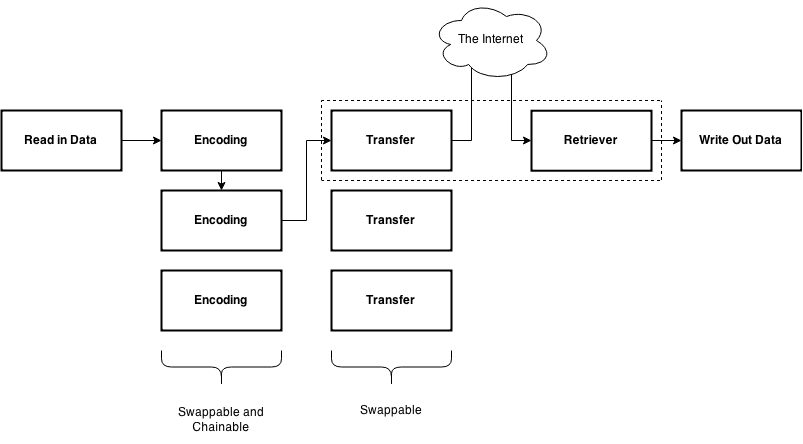 The Internet
Read in Data
Encoding
Transfer
Retriever
Write Out Data
Encoding
Transfer
Encoding
Transfer
Swappable and
Chainable
Swappable